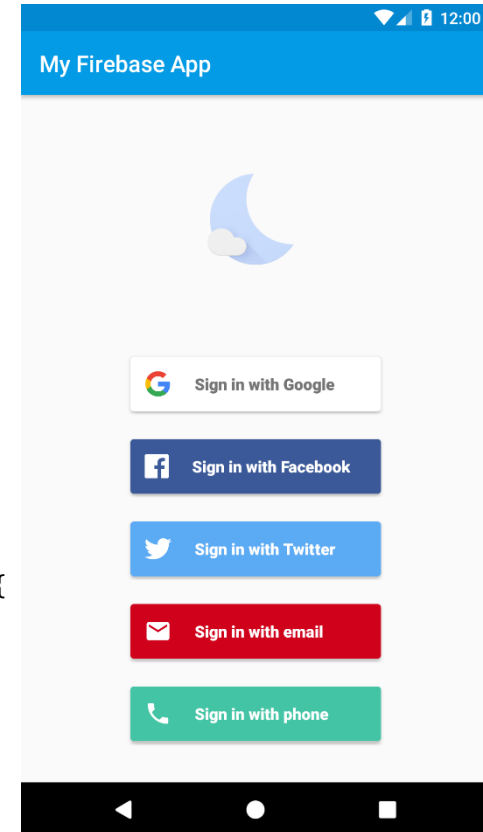 12:00
My Firebase App
Sign in with Google
Sign in with Facebook
Sign in with Twitter
{
Sign in with email
Sign in with phone